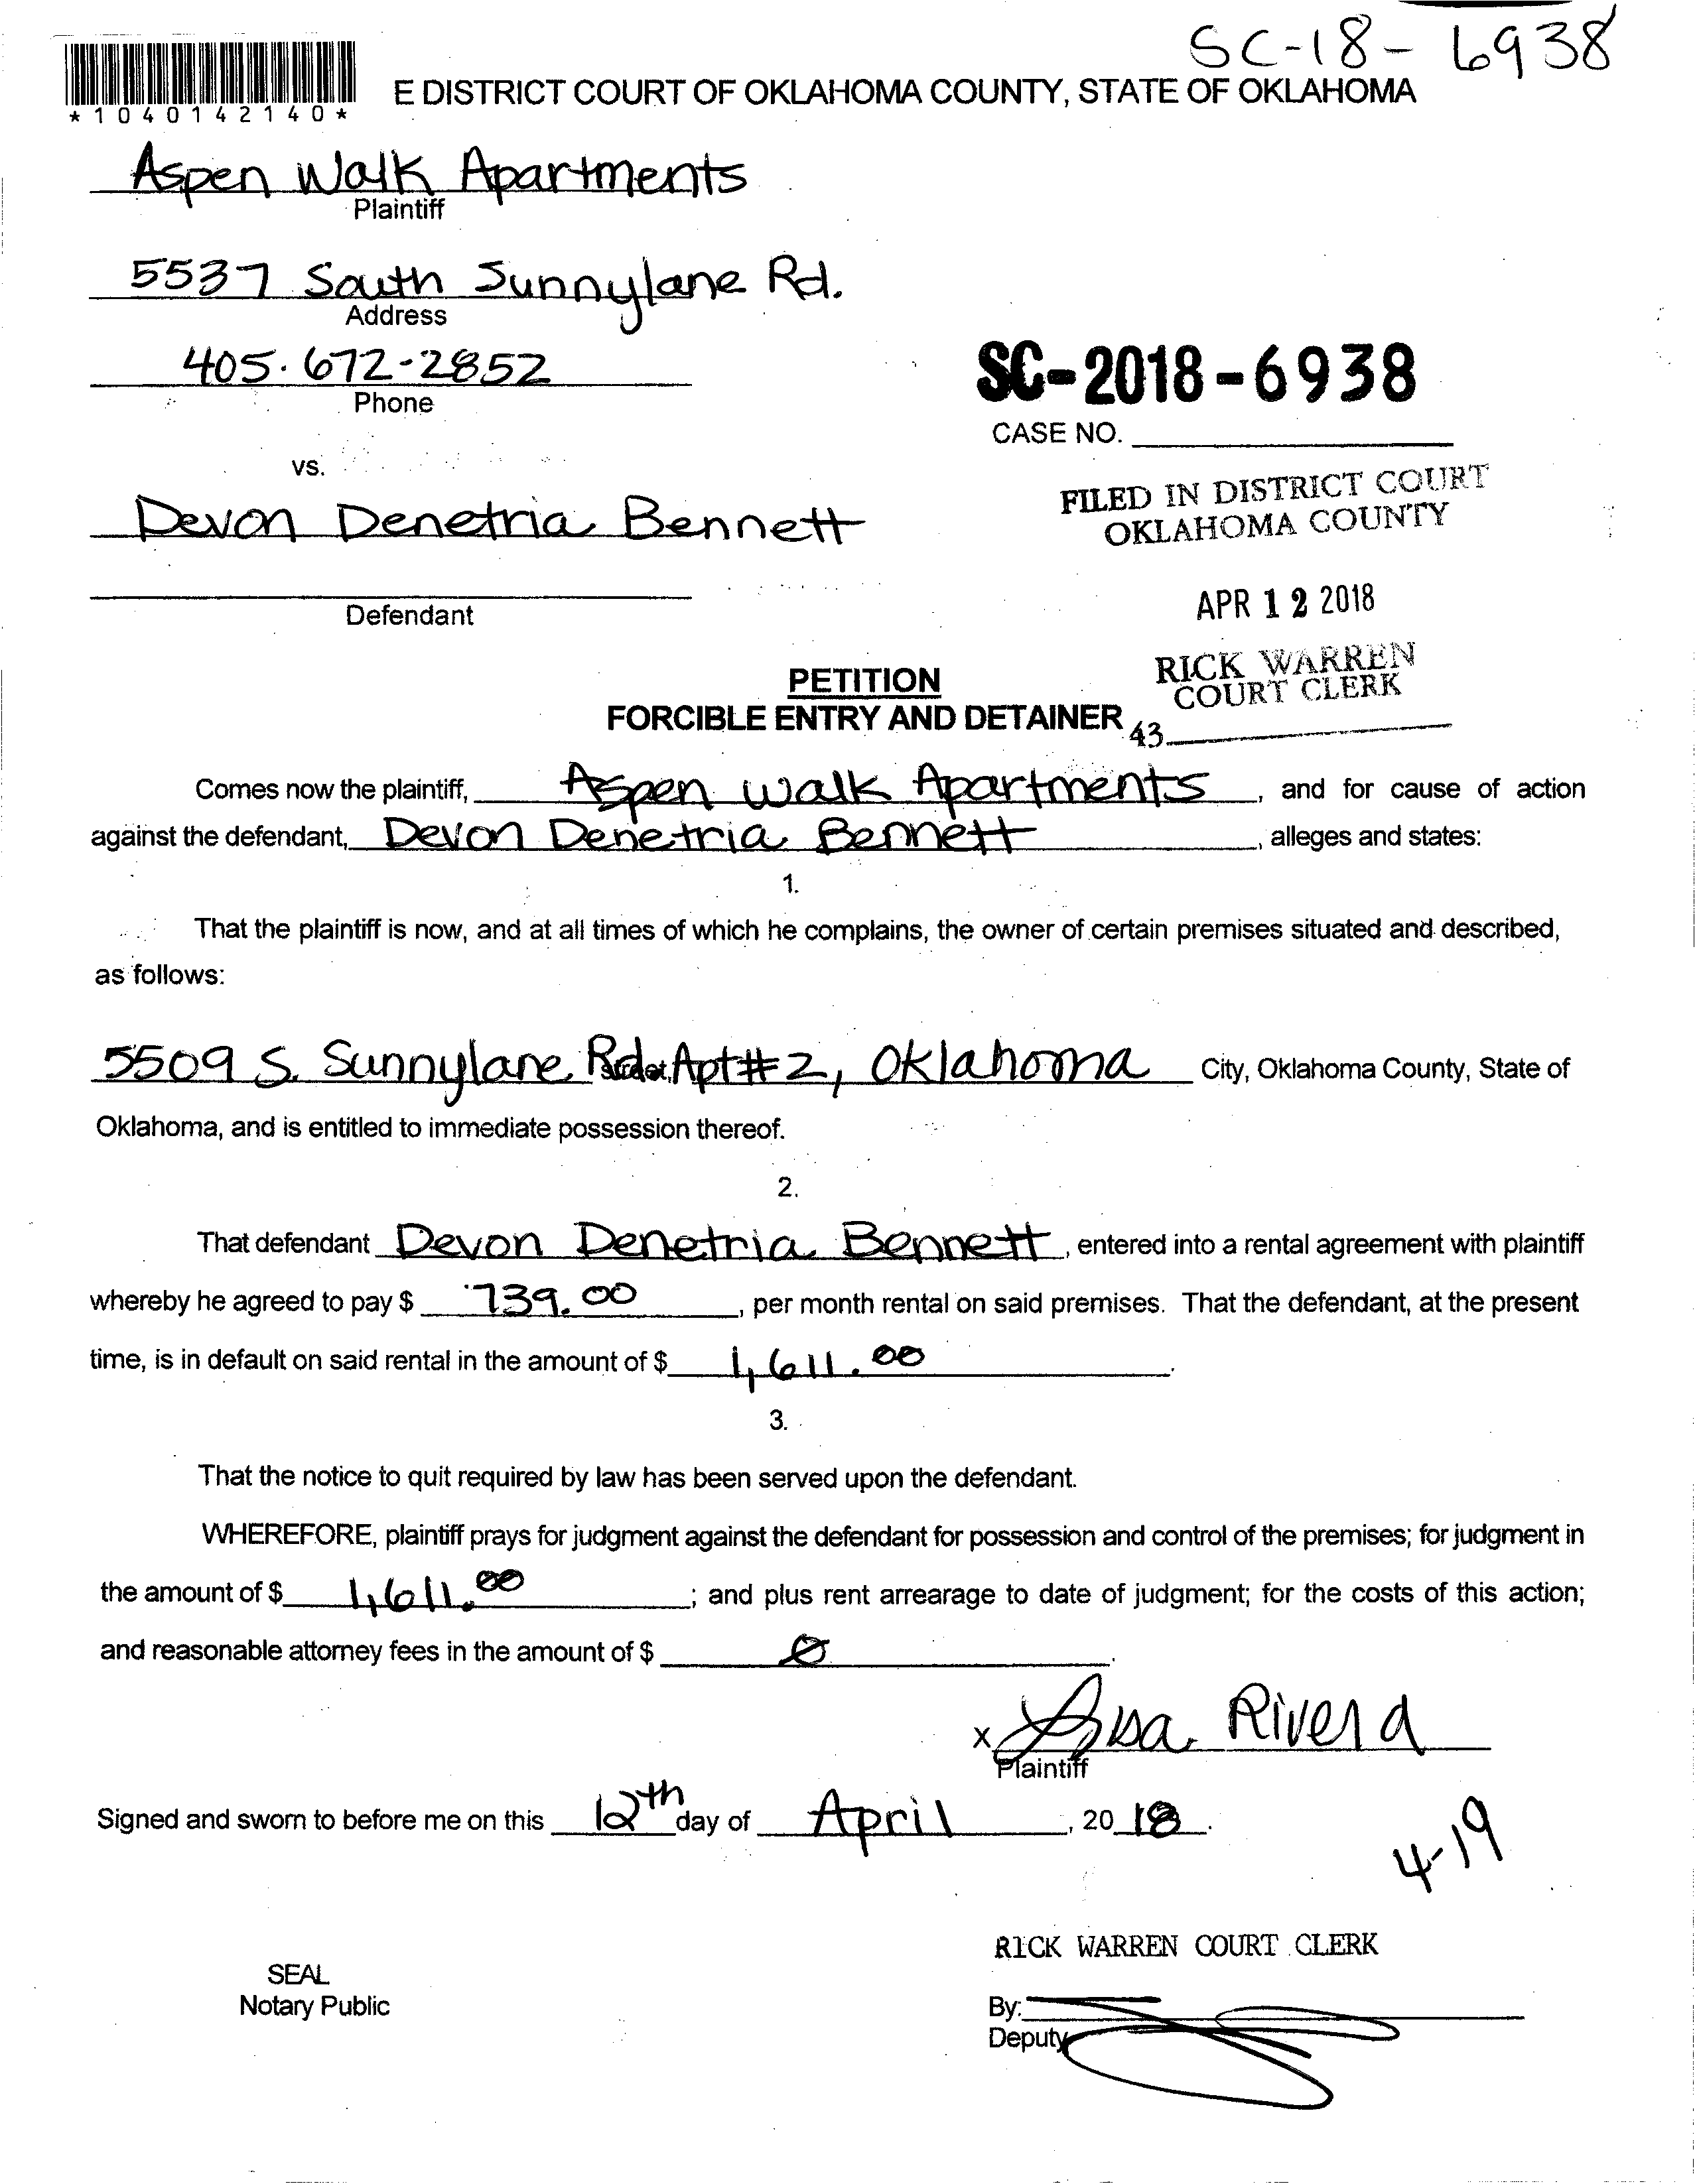 SC-18-6938
*1040142140*
E DISTRICT COURT OF OKLAHOMA COUNTY, STATE OF OKLAHOMA
Aspen Walk Apartments
Plaintiff
5537 South Sunnylane Rd.
Address
405.672-2852
Phone
SC-2018-6938
CASE NO.
vs.
FILED IN DISTRICT COURT
OKLAHOMA COUNTY
Devon Denetria Bennett
Defendant
APR 12 2018
RICK WARREN
COURT CLERK
43
PETITION
FORCIBLE ENTRY AND DETAINER
Comes now the plaintiff, Aspen Walk Apartments, and for cause of action
against the defendant, Devon Denetria Bennett, alleges and states:
1.
That the plaintiff is now, and at all times of which he complains, the owner of certain premises situated and described,
as follows:
5509 S. Sunnylane Rd. Apt#2, Oklahoma City, Oklahoma County, State of
Oklahoma, and is entitled to immediate possession thereof.
2.
That defendant Devon Denetria Bennett, entered into a rental agreement with plaintiff
whereby he agreed to pay $ 739.00, per month rental on said premises. That the defendant, at the present
time, is in default on said rental in the amount of $ 1,611.00.
3.
That the notice to quit required by law has been served upon the defendant.
WHEREFORE, plaintiff prays for judgment against the defendant for possession and control of the premises; for judgment in
the amount of $ 1,611.00; and plus rent arrearage to date of judgment; for the costs of this action;
and reasonable attorney fees in the amount of $ Ø.
x Rivera
Plaintiff
Signed and sworn to before me on this 12th day of April, 2018.
4-19
RICK WARREN COURT CLERK
SEAL
Notary Public
By:
Deputy